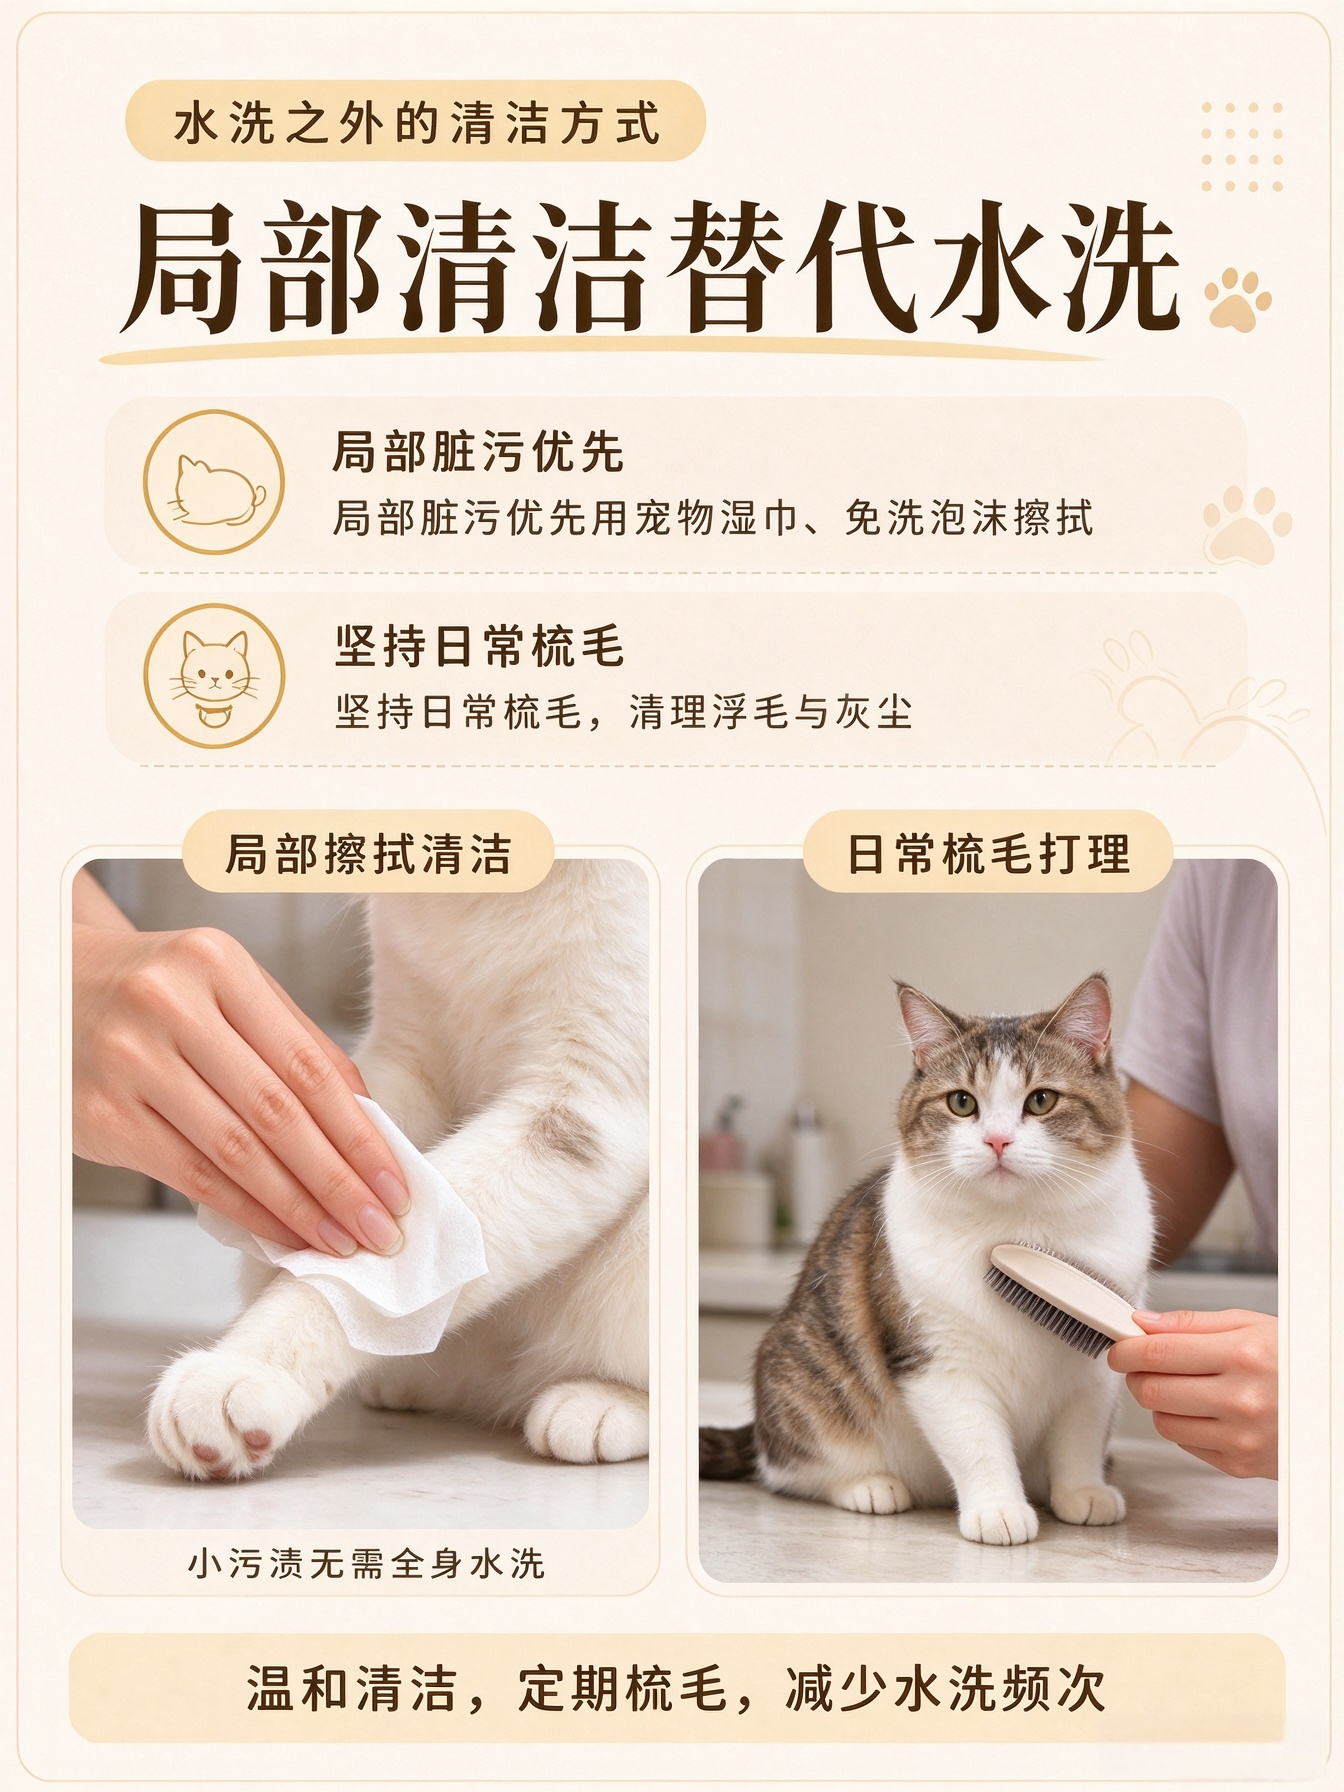 水洗之外的清洁方式
局部清洁替代水洗
局部脏污优先
局部脏污优先用宠物湿巾、免洗泡沫擦拭
坚持日常梳毛
坚持日常梳毛，清理浮毛与灰尘
局部擦拭清洁
日常梳毛打理
小污渍无需全身水洗
温和清洁，定期梳毛，减少水洗频次